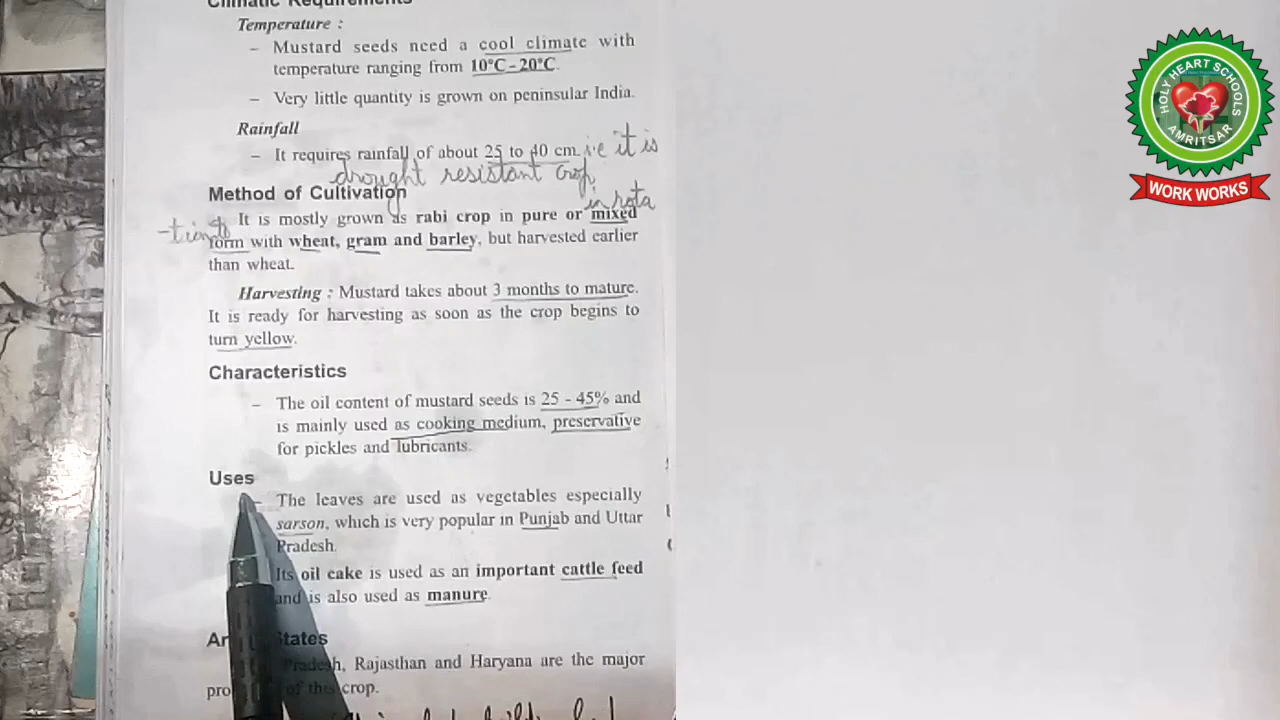 Climatic Requirements
Temperature :
– Mustard seeds need a cool climate with
temperature ranging from 10°C – 20°C.
– Very little quantity is grown on peninsular India.
Rainfall
– It requires rainfall of about 25 to 40 cm. i.e it is
drought resistant crop
Method of Cultivation
in rota
It is mostly grown as rabi crop in pure or mixed
-tion
form with wheat, gram and barley, but harvested earlier
than wheat.
Harvesting : Mustard takes about 3 months to mature.
It is ready for harvesting as soon as the crop begins to
turn yellow.
Characteristics
– The oil content of mustard seeds is 25 - 45% and
is mainly used as cooking medium, preservative
for pickles and lubricants.
Uses
– The leaves are used as vegetables especially
sarson, which is very popular in Punjab and Uttar
Pradesh.
Its oil cake is used as an important cattle feed
and is also used as manure.
States
Pradesh, Rajasthan and Haryana are the major
of this crop.
HOLY HEART SCHOOLS
AMRITSAR
WORK WORKS